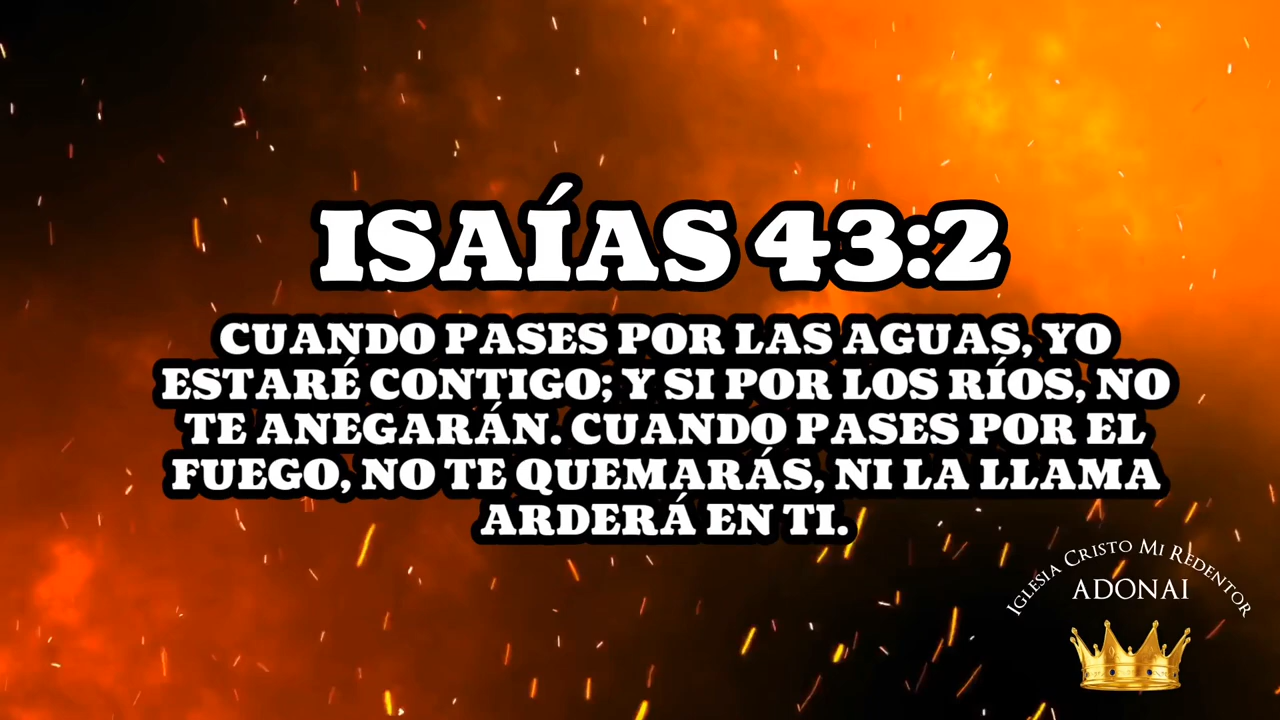 ISAÍAS 43:2
CUANDO PASES POR LAS AGUAS, YO
ESTARÉ CONTIGO; Y SI POR LOS RÍOS, NO
TE ANEGARÁN. CUANDO PASES POR EL
FUEGO, NO TE QUEMARÁS, NI LA LLAMA
ARDERÁ EN TI.
IGLESIA CRISTO MI REDENTOR
ADONAI